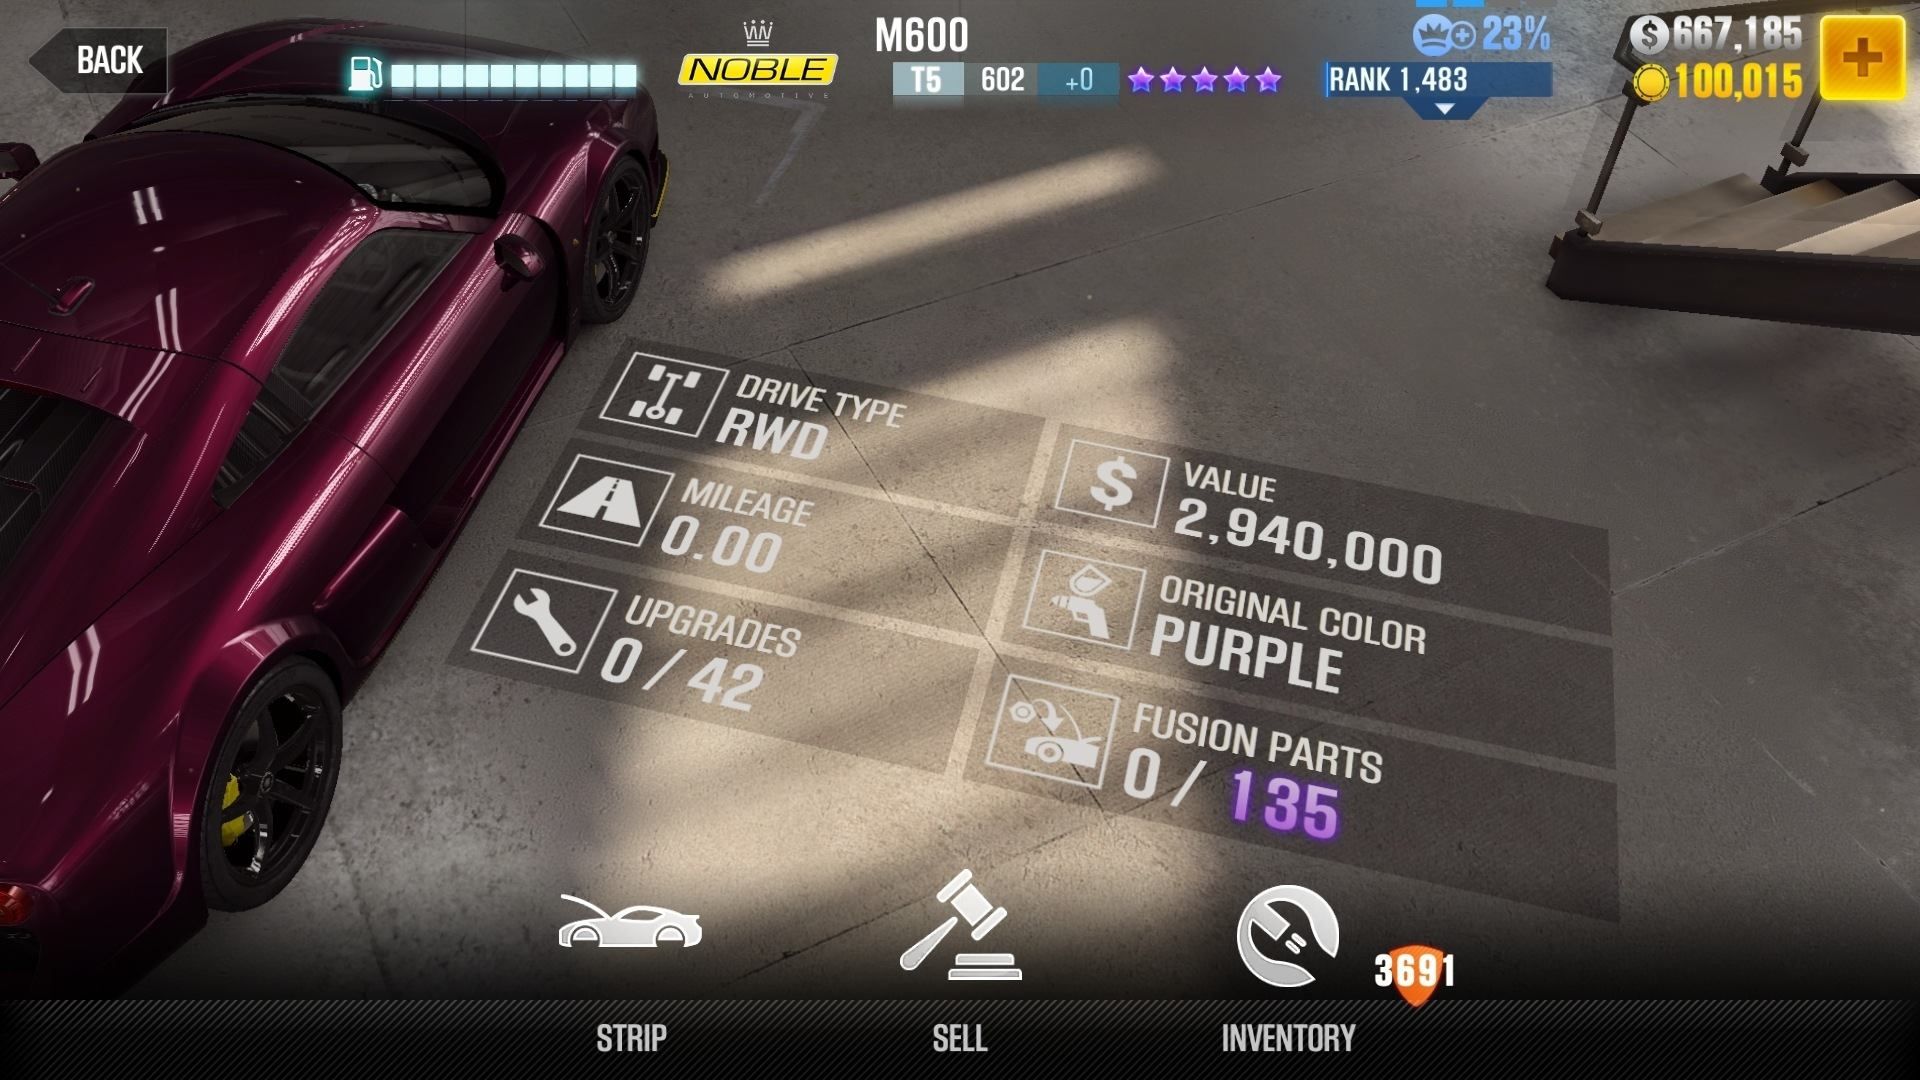 BACK
NOBLE
AUTOMOTIVE
M600
T5 602 +0
23%
RANK 1,483
667,185
100,015
DRIVE TYPE
RWD
MILEAGE
0.00
UPGRADES
0 / 42
VALUE
2,940,000
ORIGINAL COLOR
PURPLE
FUSION PARTS
0 / 135
STRIP
SELL
INVENTORY
3691